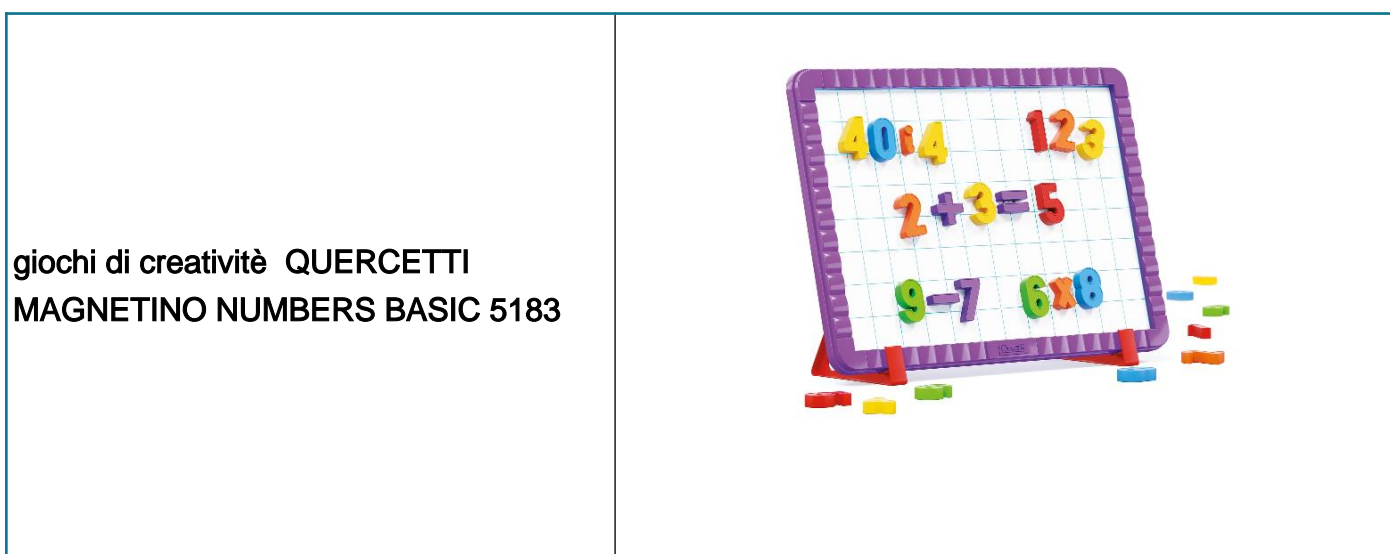 giochi di creativitè QUERCETTI
MAGNETINO NUMBERS BASIC 5183
40÷4 123
2+3=5
9-7 6x8